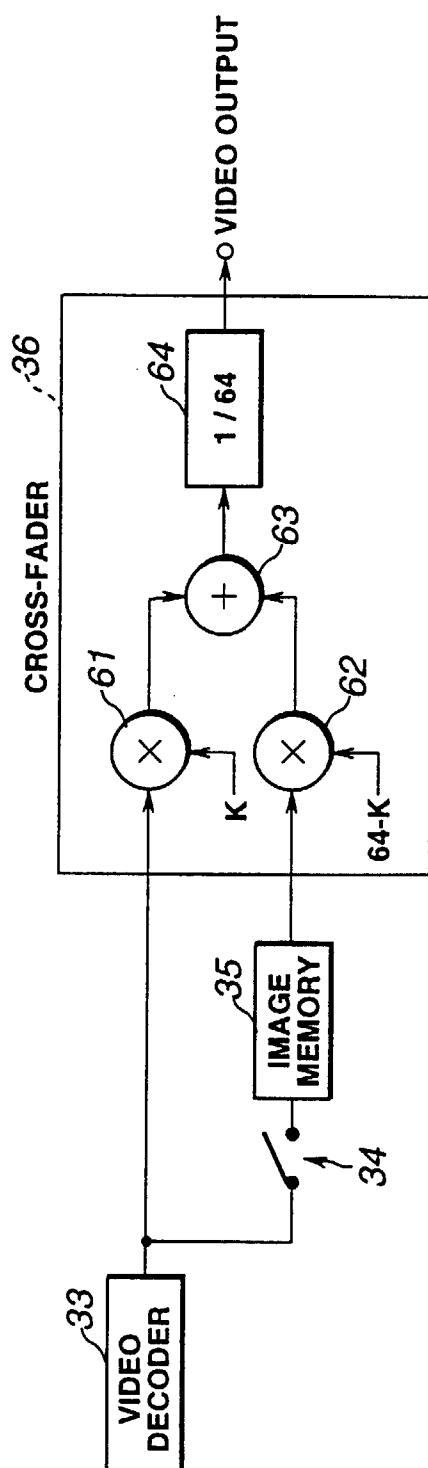 33
VIDEO
DECODER
34
35
IMAGE
MEMORY
CROSS-FADER
36
61
×
K
62
×
64-K
63
+
64
1/64
VIDEO OUTPUT